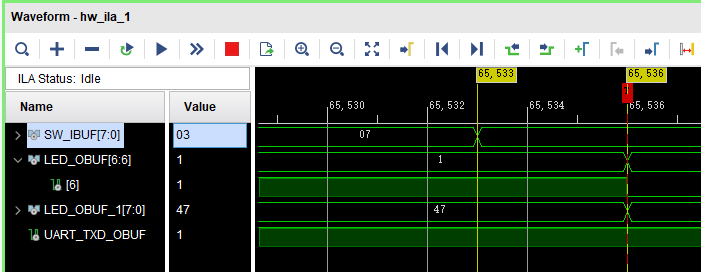 Waveform - hw_ila_1
ILA Status: Idle
Name Value
65,533 65,536
65,530 65,532 65,534 65,536
SW_IBUF[7:0] 03 07
LED_OBUF[6:6] 1 1
[6] 1
LED_OBUF_1[7:0] 47 47
UART_TXD_OBUF 1